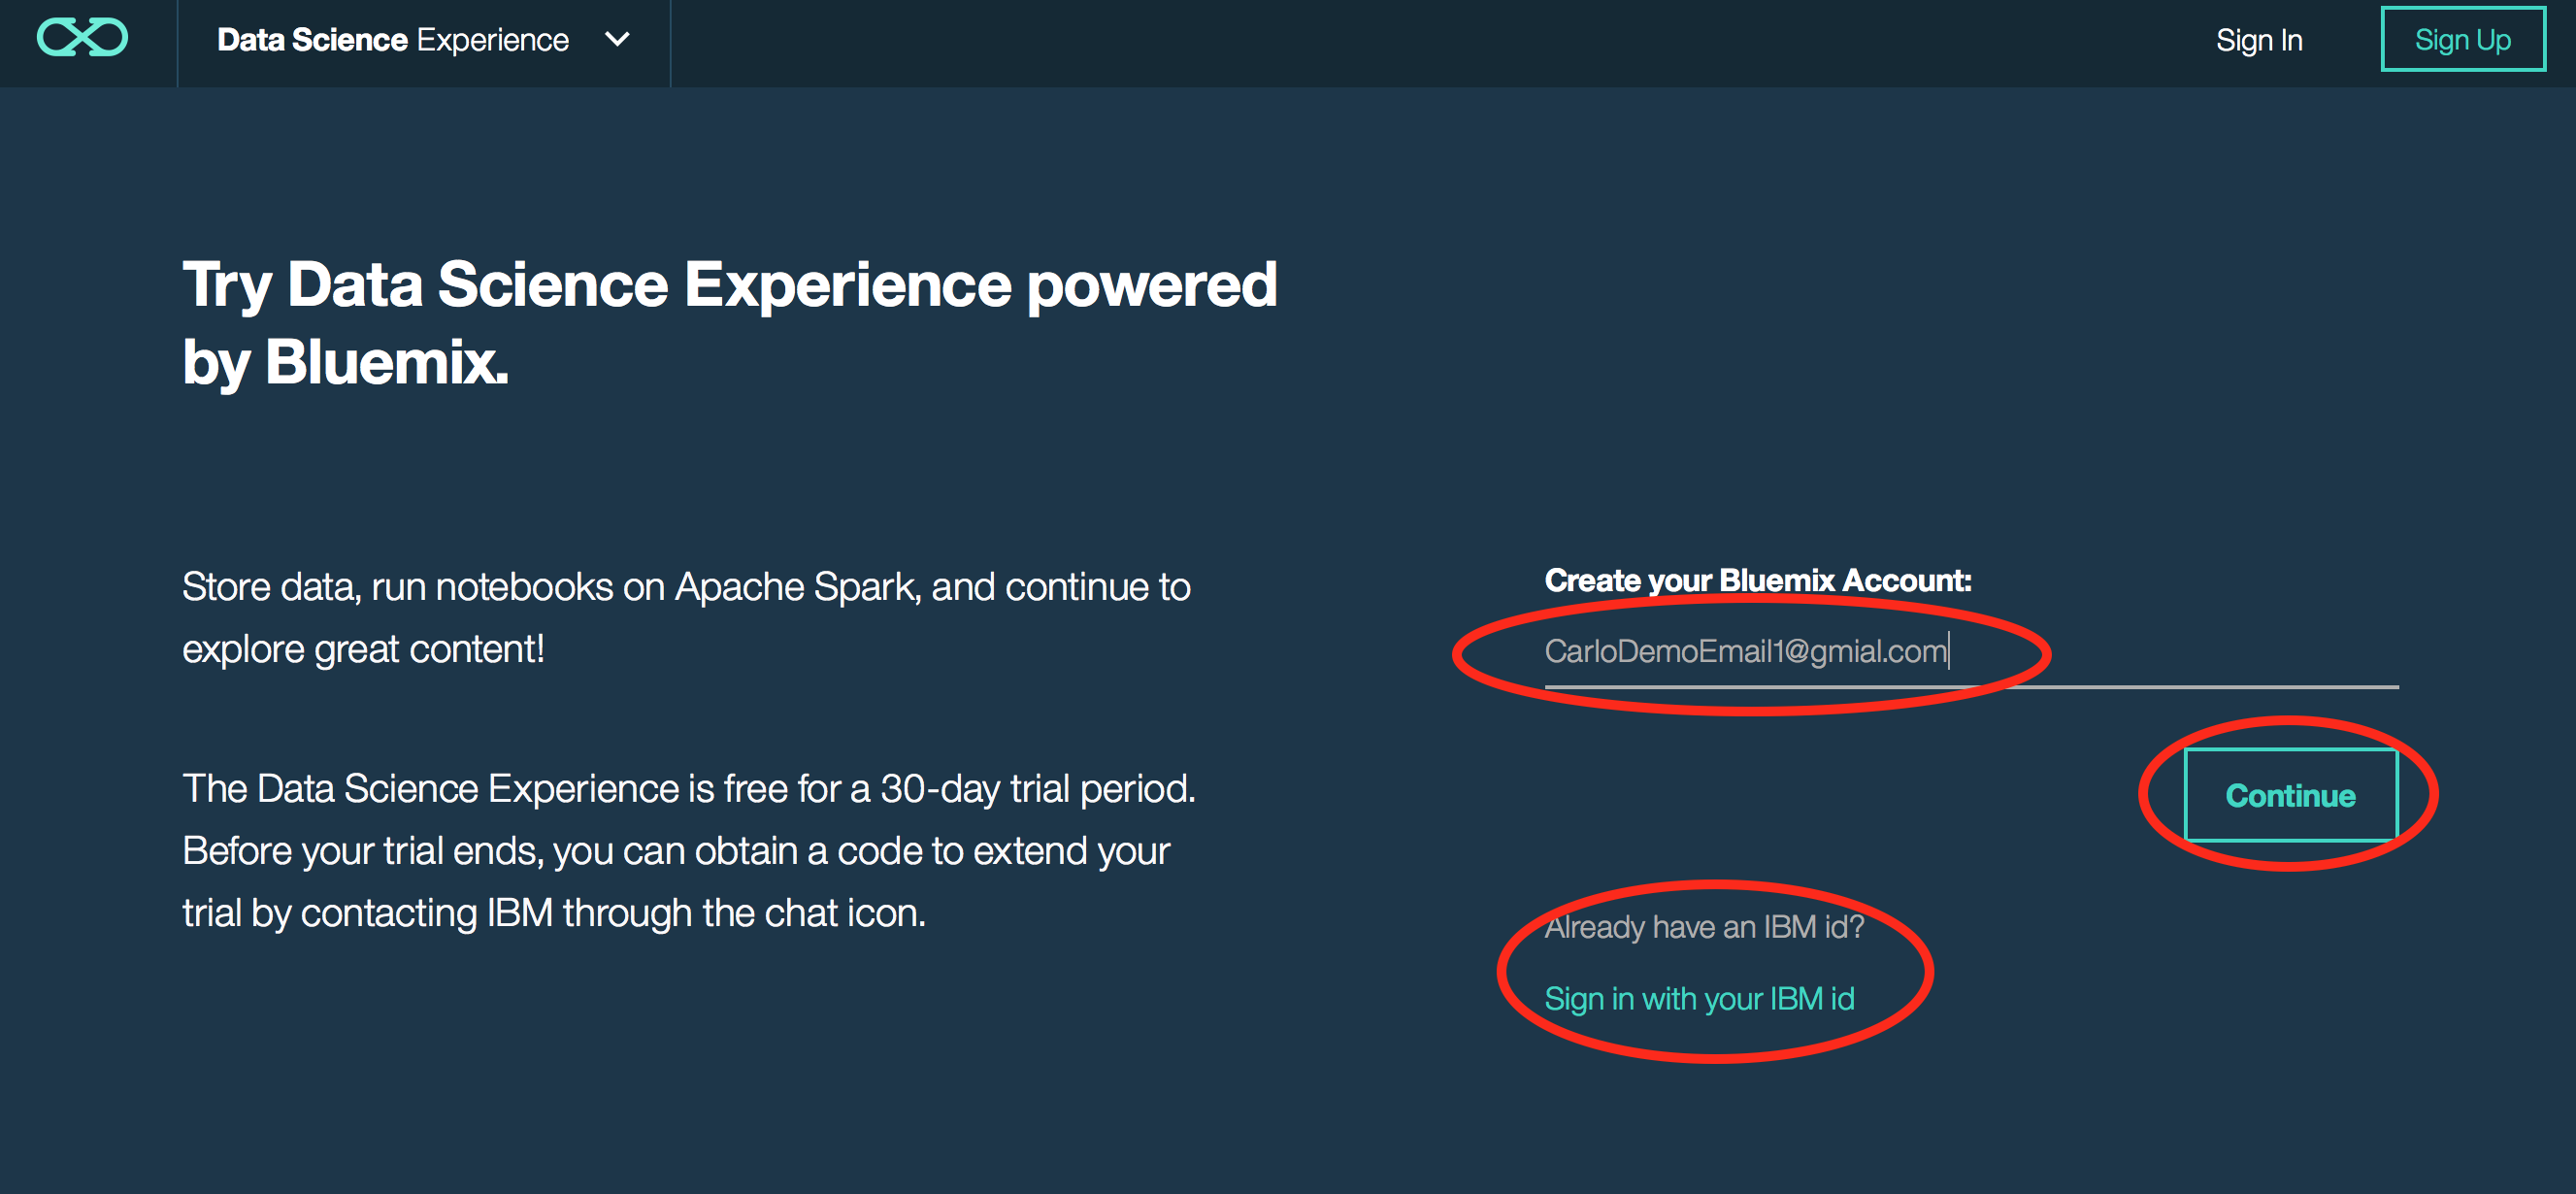 Data Science Experience
Sign In
Sign Up
Try Data Science Experience powered
by Bluemix.
Store data, run notebooks on Apache Spark, and continue to
explore great content!
The Data Science Experience is free for a 30-day trial period.
Before your trial ends, you can obtain a code to extend your
trial by contacting IBM through the chat icon.
Create your Bluemix Account:
CarloDemoEmail1@gmial.com
Continue
Already have an IBM id?
Sign in with your IBM id